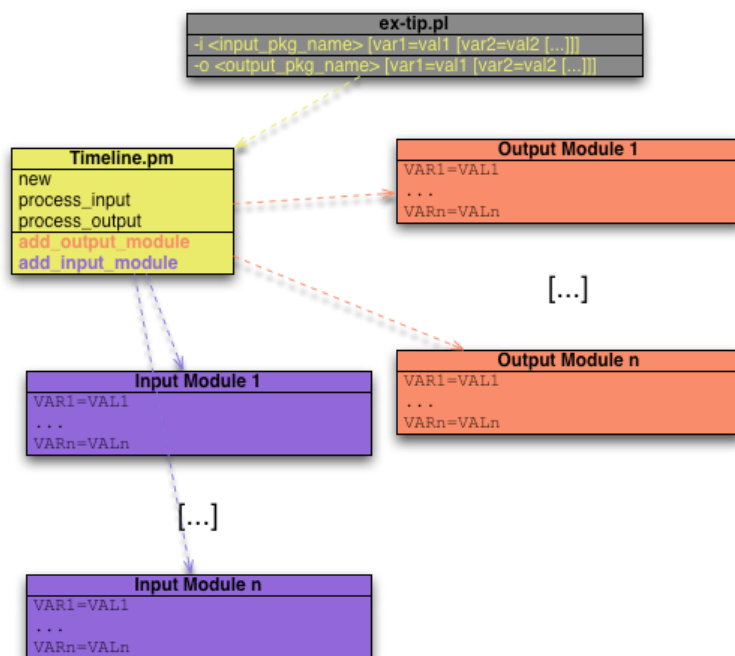 ex-tip.pl
-i <input_pkg_name> [var1=val1 [var2=val2 [...]]]
-o <output_pkg_name> [var1=val1 [var2=val2 [...]]]
Timeline.pm
new
process_input
process_output
add_output_module
add_input_module
Output Module 1
VAR1=VAL1
...
VARn=VALn
[...]
Output Module n
VAR1=VAL1
...
VARn=VALn
Input Module 1
VAR1=VAL1
...
VARn=VALn
[...]
Input Module n
VAR1=VAL1
...
VARn=VALn